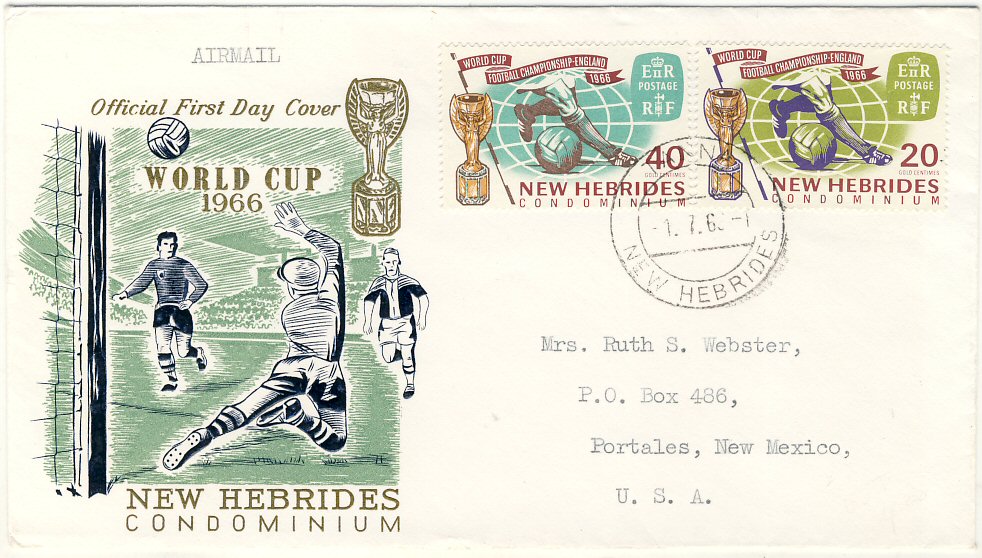 AIRMAIL
Official First Day Cover
WORLD CUP
1966
NEW HEBRIDES
CONDOMINIUM
WORLD CUP
FOOTBALL CHAMPIONSHIP-ENGLAND
1966
EIIR
POSTAGE
RF
40
GOLD CENTIMES
NEW HEBRIDES
CONDOMINIUM
WORLD CUP
FOOTBALL CHAMPIONSHIP-ENGLAND
1966
EIIR
POSTAGE
RF
20
GOLD CENTIMES
NEW HEBRIDES
CONDOMINIUM
NEW HEBRIDES
Mrs. Ruth S. Webster,
P.O. Box 486,
Portales, New Mexico,
U. S. A.